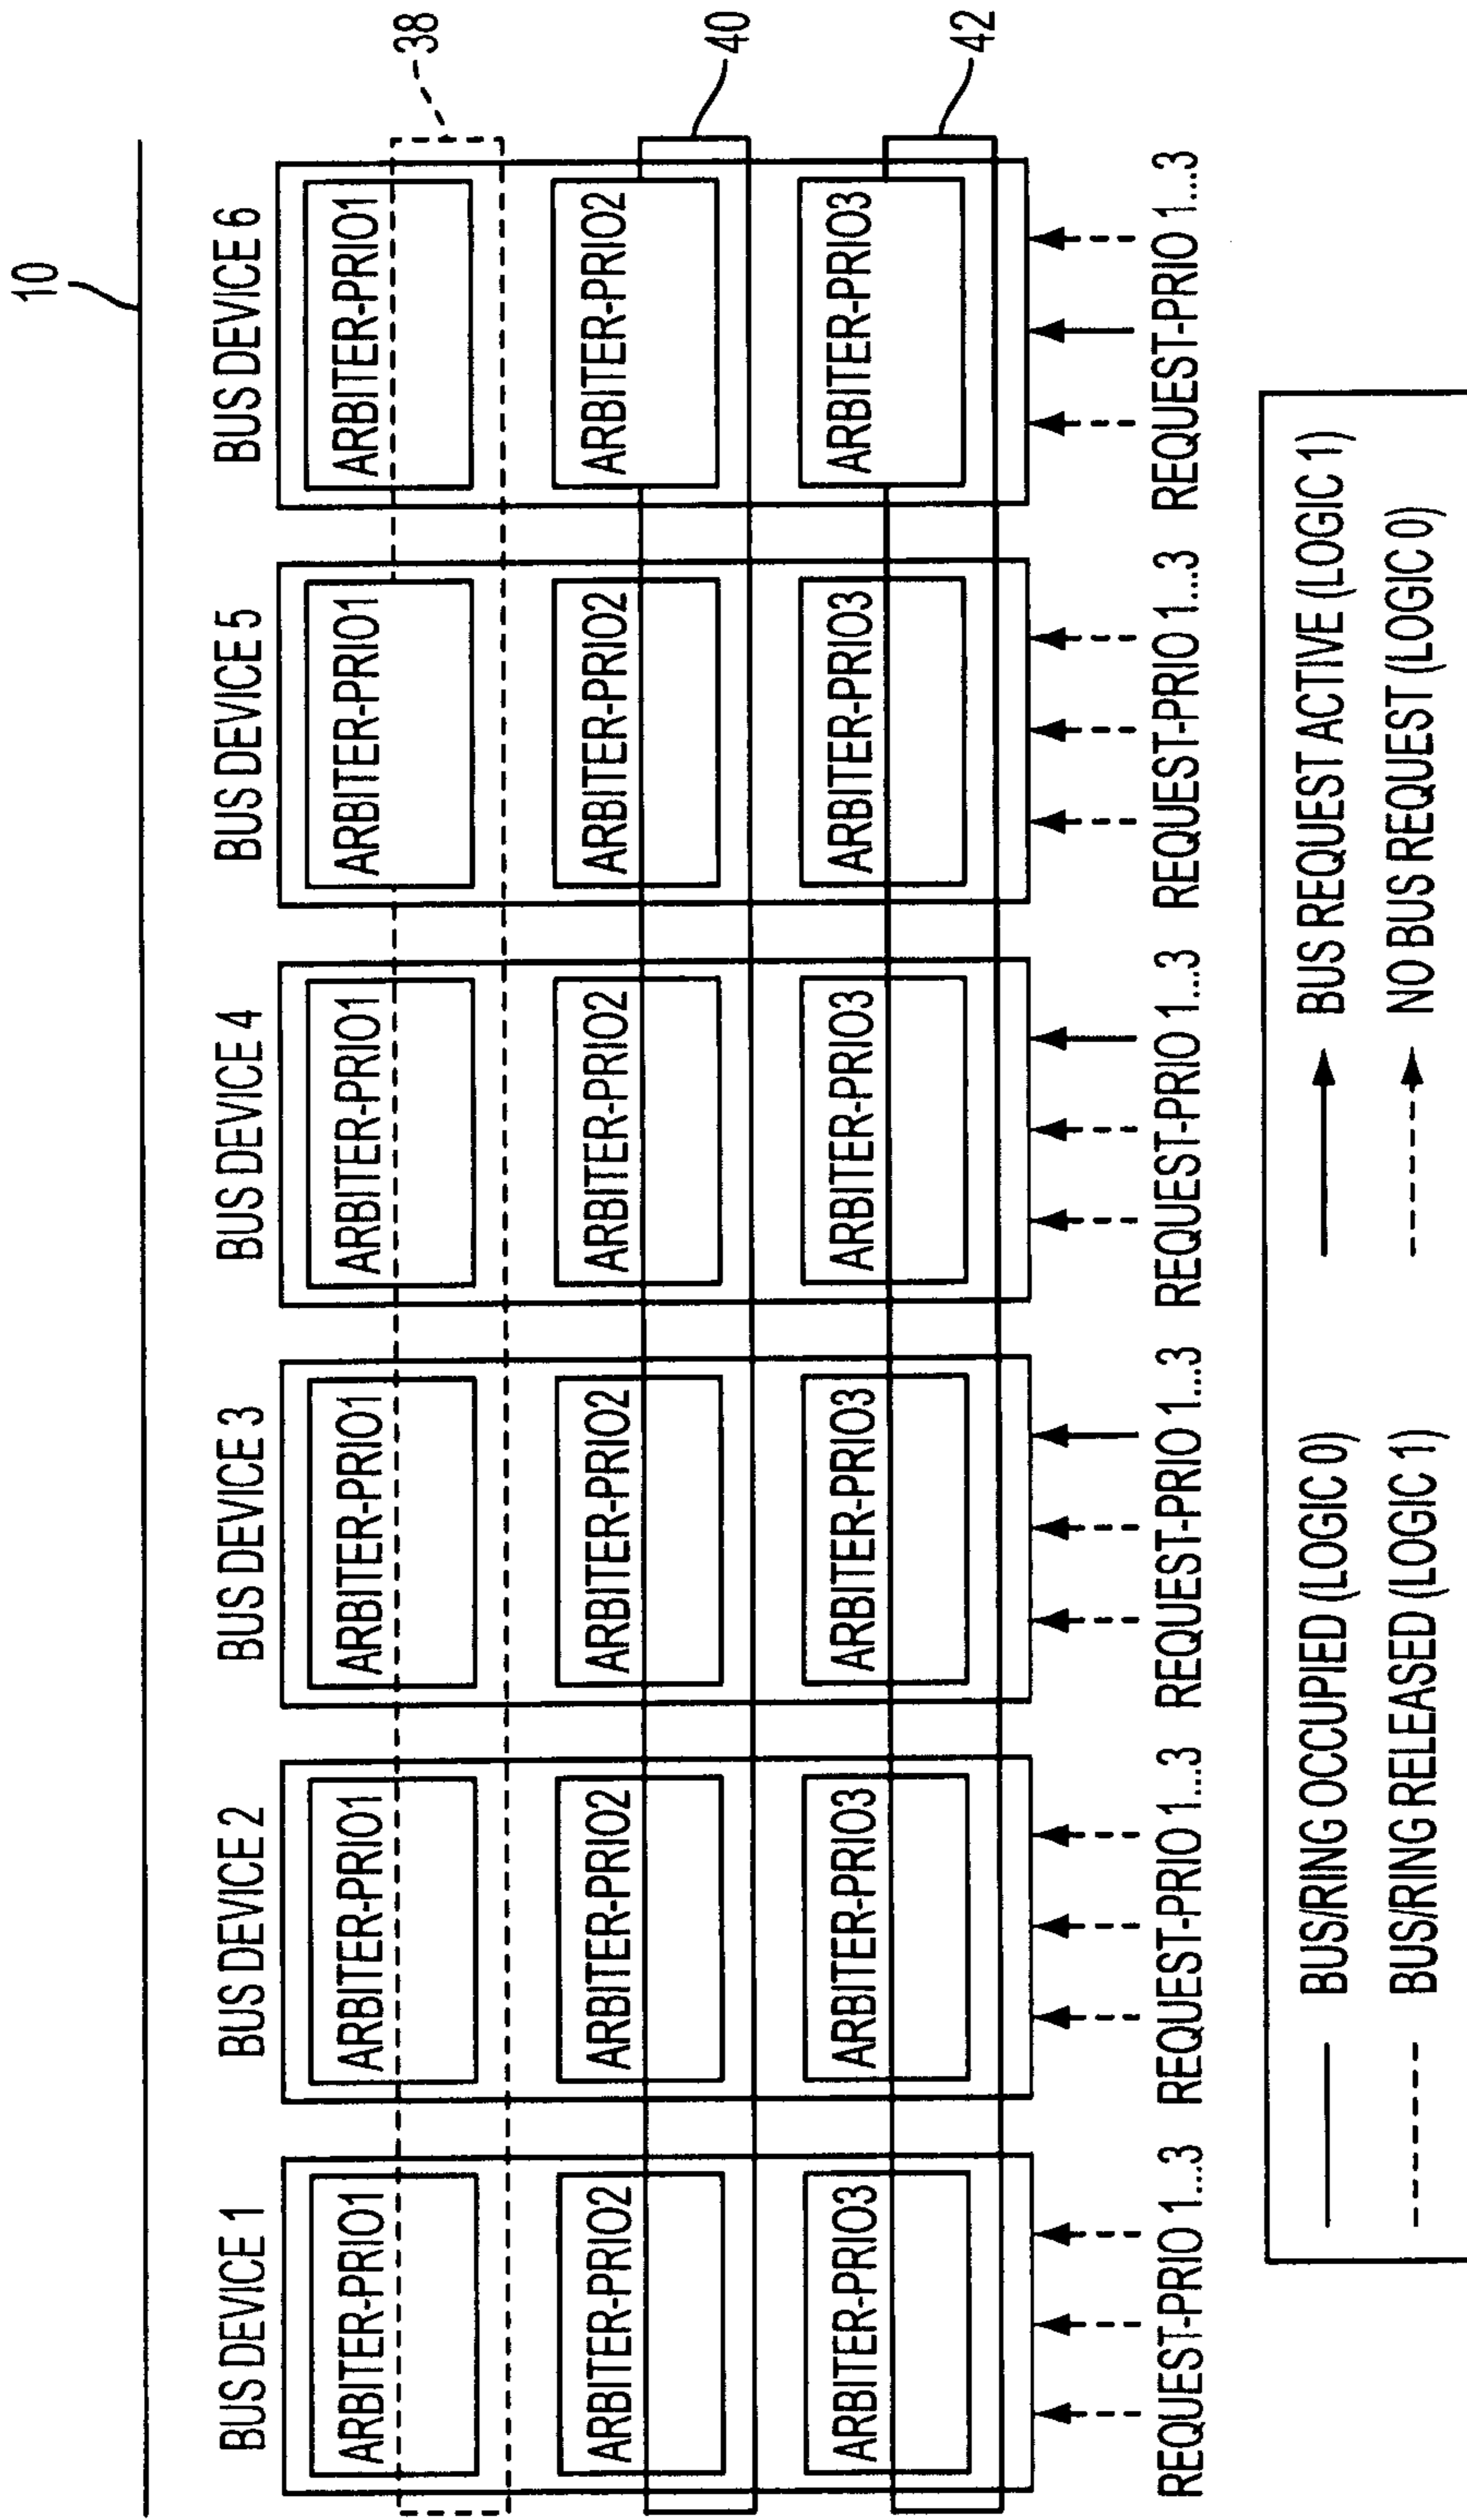 10
BUS DEVICE 1 BUS DEVICE 2 BUS DEVICE 3 BUS DEVICE 4 BUS DEVICE 5 BUS DEVICE 6
ARBITER-PRIO1 ARBITER-PRIO1 ARBITER-PRIO1 ARBITER-PRIO1 ARBITER-PRIO1 ARBITER-PRIO1
38
ARBITER-PRIO2 ARBITER-PRIO2 ARBITER-PRIO2 ARBITER-PRIO2 ARBITER-PRIO2 ARBITER-PRIO2
40
ARBITER-PRIO3 ARBITER-PRIO3 ARBITER-PRIO3 ARBITER-PRIO3 ARBITER-PRIO3 ARBITER-PRIO3
42
REQUEST-PRIO 1...3 REQUEST-PRIO 1...3 REQUEST-PRIO 1...3 REQUEST-PRIO 1...3 REQUEST-PRIO 1...3 REQUEST-PRIO 1...3
BUS/RING OCCUPIED (LOGIC 0) BUS REQUEST ACTIVE (LOGIC 1)
BUS/RING RELEASED (LOGIC 1) NO BUS REQUEST (LOGIC 0)